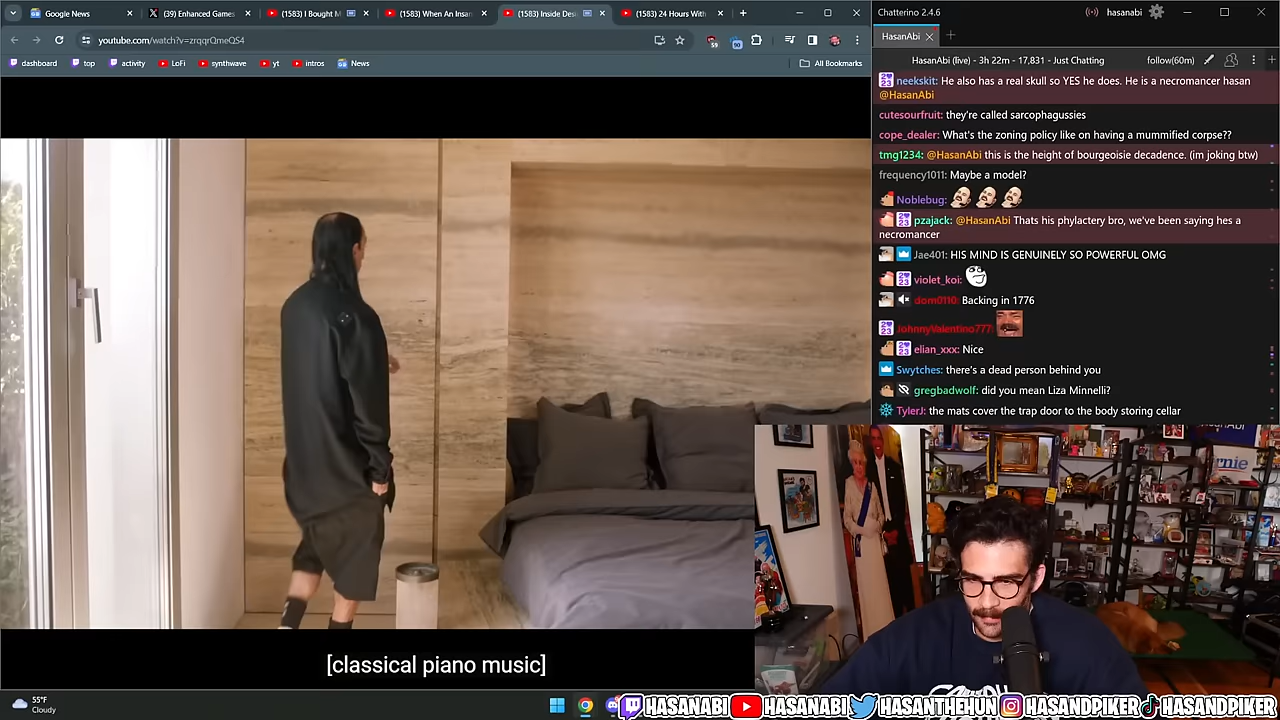 Google News
(39) Enhanced Games
(1583) I Bought M
(1583) When An Insan
(1583) Inside Desi
(1583) 24 Hours With
Chatterino 2.4.6
hasanabi
youtube.com/watch?v=zrqqrQmeQS4
59
90
HasanAbi
dashboard
top
activity
LoFi
synthwave
yt
intros
News
All Bookmarks
HasanAbi (live) - 3h 22m - 17,831 - Just Chatting
follow(60m)
neekskit: He also has a real skull so YES he does. He is a necromancer hasan
@HasanAbi
cutesourfruit: they're called sarcophagussies
cope_dealer: What's the zoning policy like on having a mummified corpse??
tmg1234: @HasanAbi this is the height of bourgeoisie decadence. (im joking btw)
frequency1011: Maybe a model?
Noblebug:
pzajack: @HasanAbi Thats his phylactery bro, we've been saying hes a
necromancer
Jae401: HIS MIND IS GENUINELY SO POWERFUL OMG
violet_koi:
dom0110: Backing in 1776
JohnnyValentino777:
elian_xxx: Nice
Swytches: there's a dead person behind you
gregbadwolf: did you mean Liza Minnelli?
TylerJ: the mats cover the trap door to the body storing cellar
ernie
[classical piano music]
55°F
Cloudy
HASANABI
HASANABI
HASANTHEHUN
HASANDPIKER
HASANDPIKER